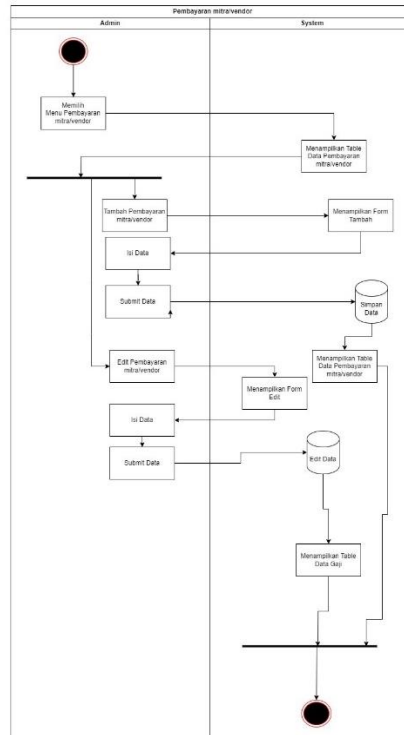 Pembayaran mitra/vendor
Admin
System
Memilih
Menu Pembayaran
mitra/vendor
Menampilkan Table
Data Pembayaran
mitra/vendor
Tambah Pembayaran
mitra/vendor
Menampilkan Form
Tambah
Isi Data
Submit Data
Simpan
Data
Edit Pembayaran
mitra/vendor
Menampilkan Table
Data Pembayaran
mitra/vendor
Menampilkan Form
Edit
Isi Data
Submit Data
Edit Data
Menampilkan Table
Data Gaji